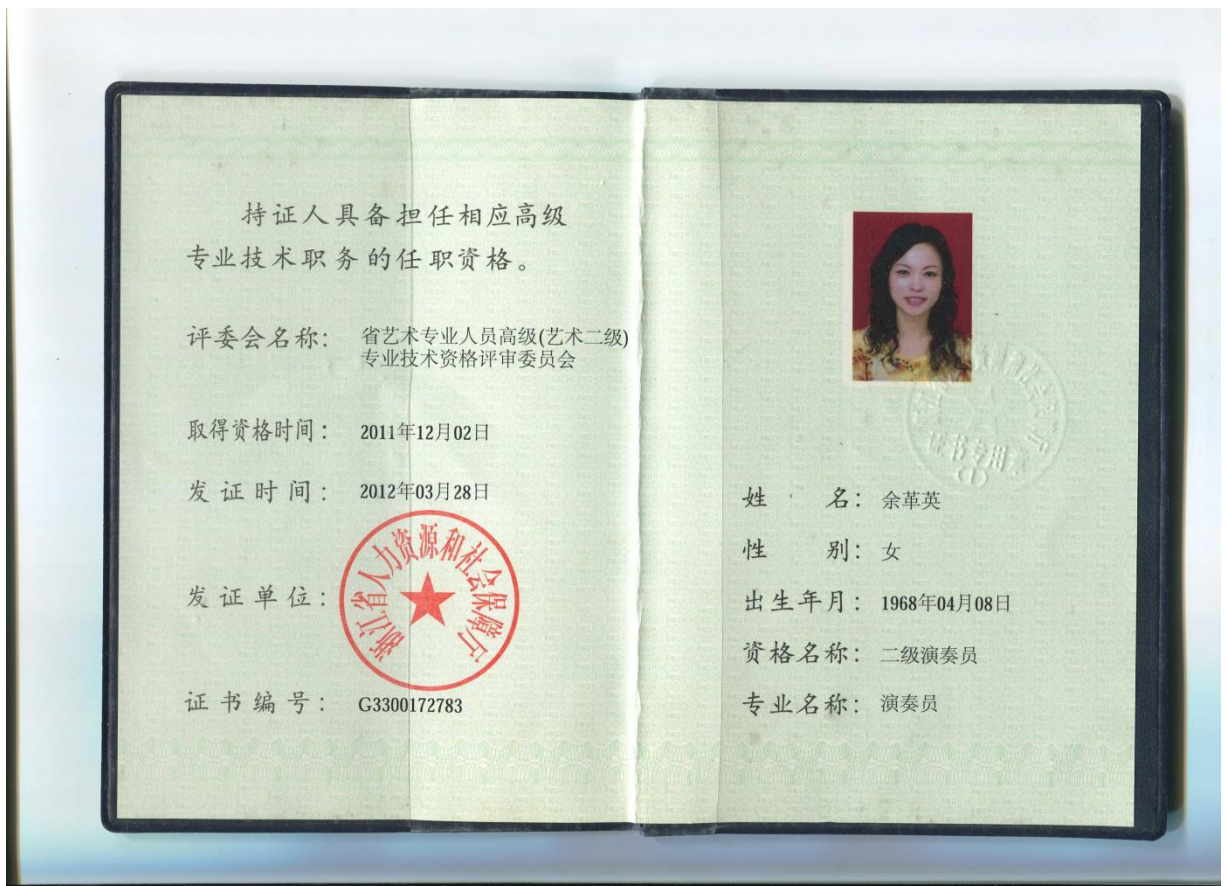 持证人具备担任相应高级
专业技术职务的任职资格。
评委会名称: 省艺术专业人员高级(艺术二级)
专业技术资格评审委员会
取得资格时间: 2011年12月02日
发证时间: 2012年03月28日
发证单位:
浙江省人力资源和社会保障厅
证书编号: G3300172783
证书专用章
姓名: 余革英
性别: 女
出生年月: 1968年04月08日
资格名称: 二级演奏员
专业名称: 演奏员